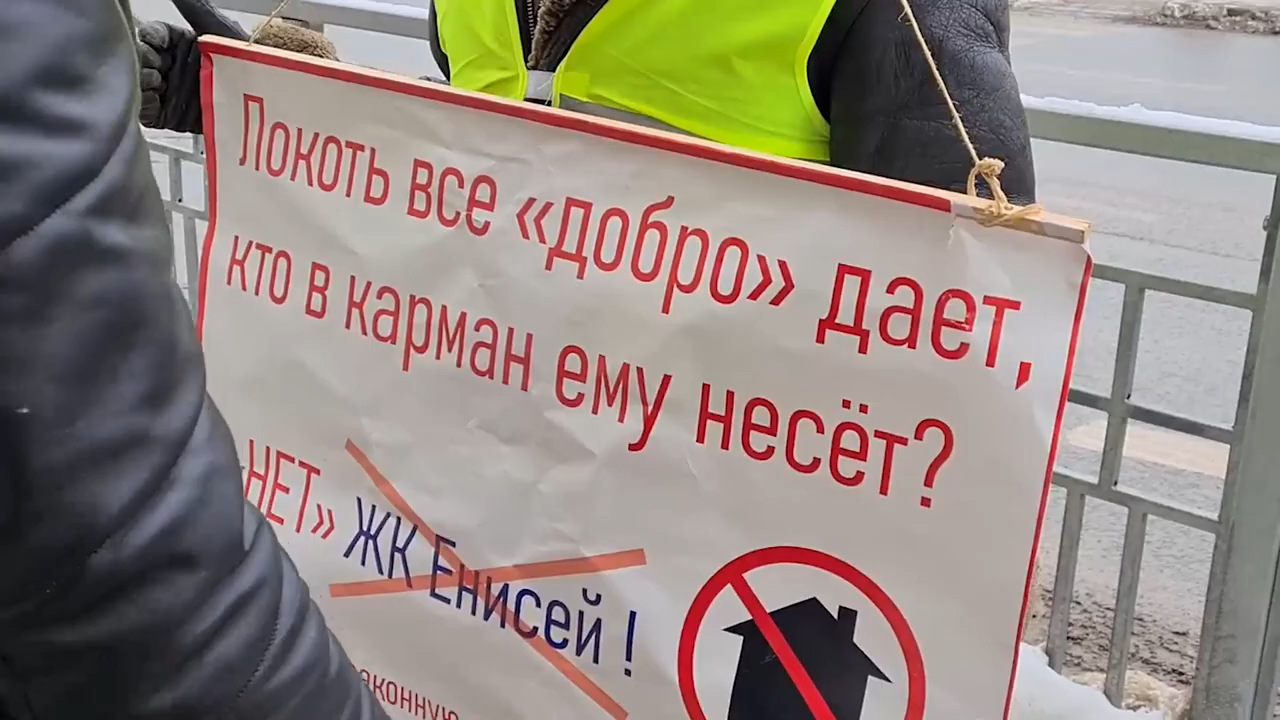 Локоть все «добро» дает,
кто в карман ему несёт?
«НЕТ» ЖК Енисей !